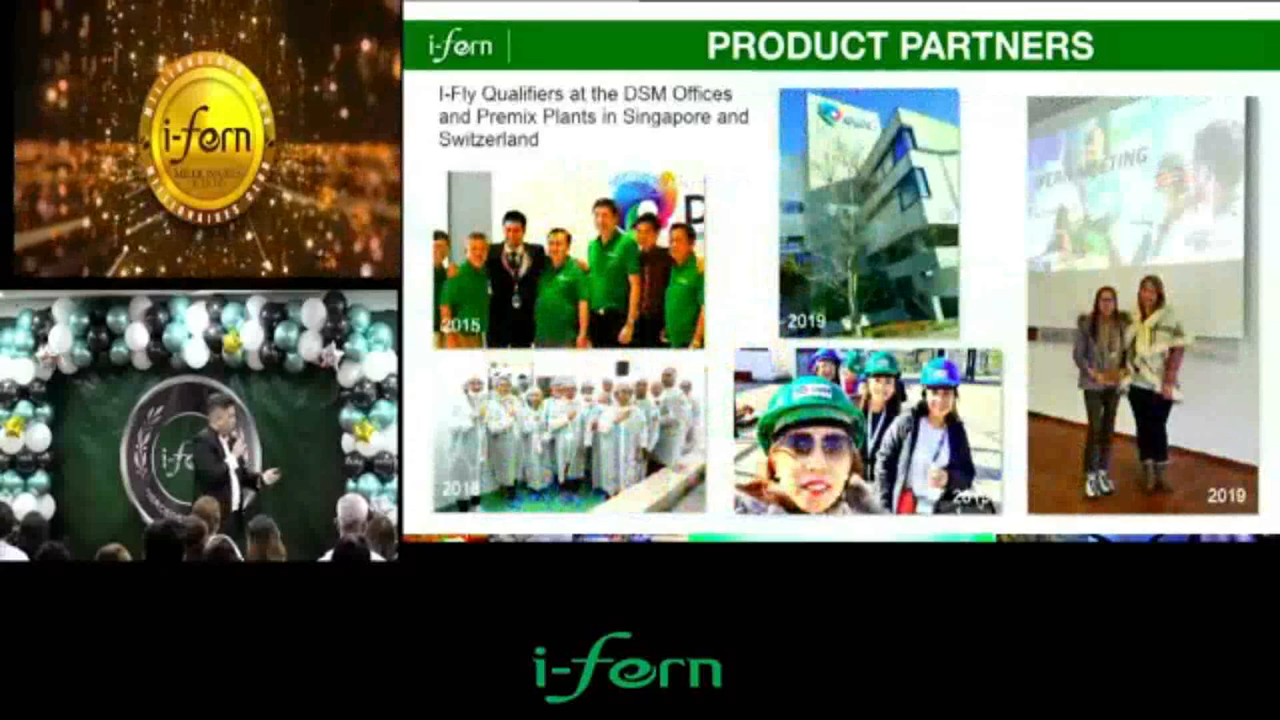 i-fern
MILLIONAIRES
i-fern
PRODUCT PARTNERS
I-Fly Qualifiers at the DSM Offices
and Premix Plants in Singapore and
Switzerland
2015
2019
2019
i-fe
i-fern